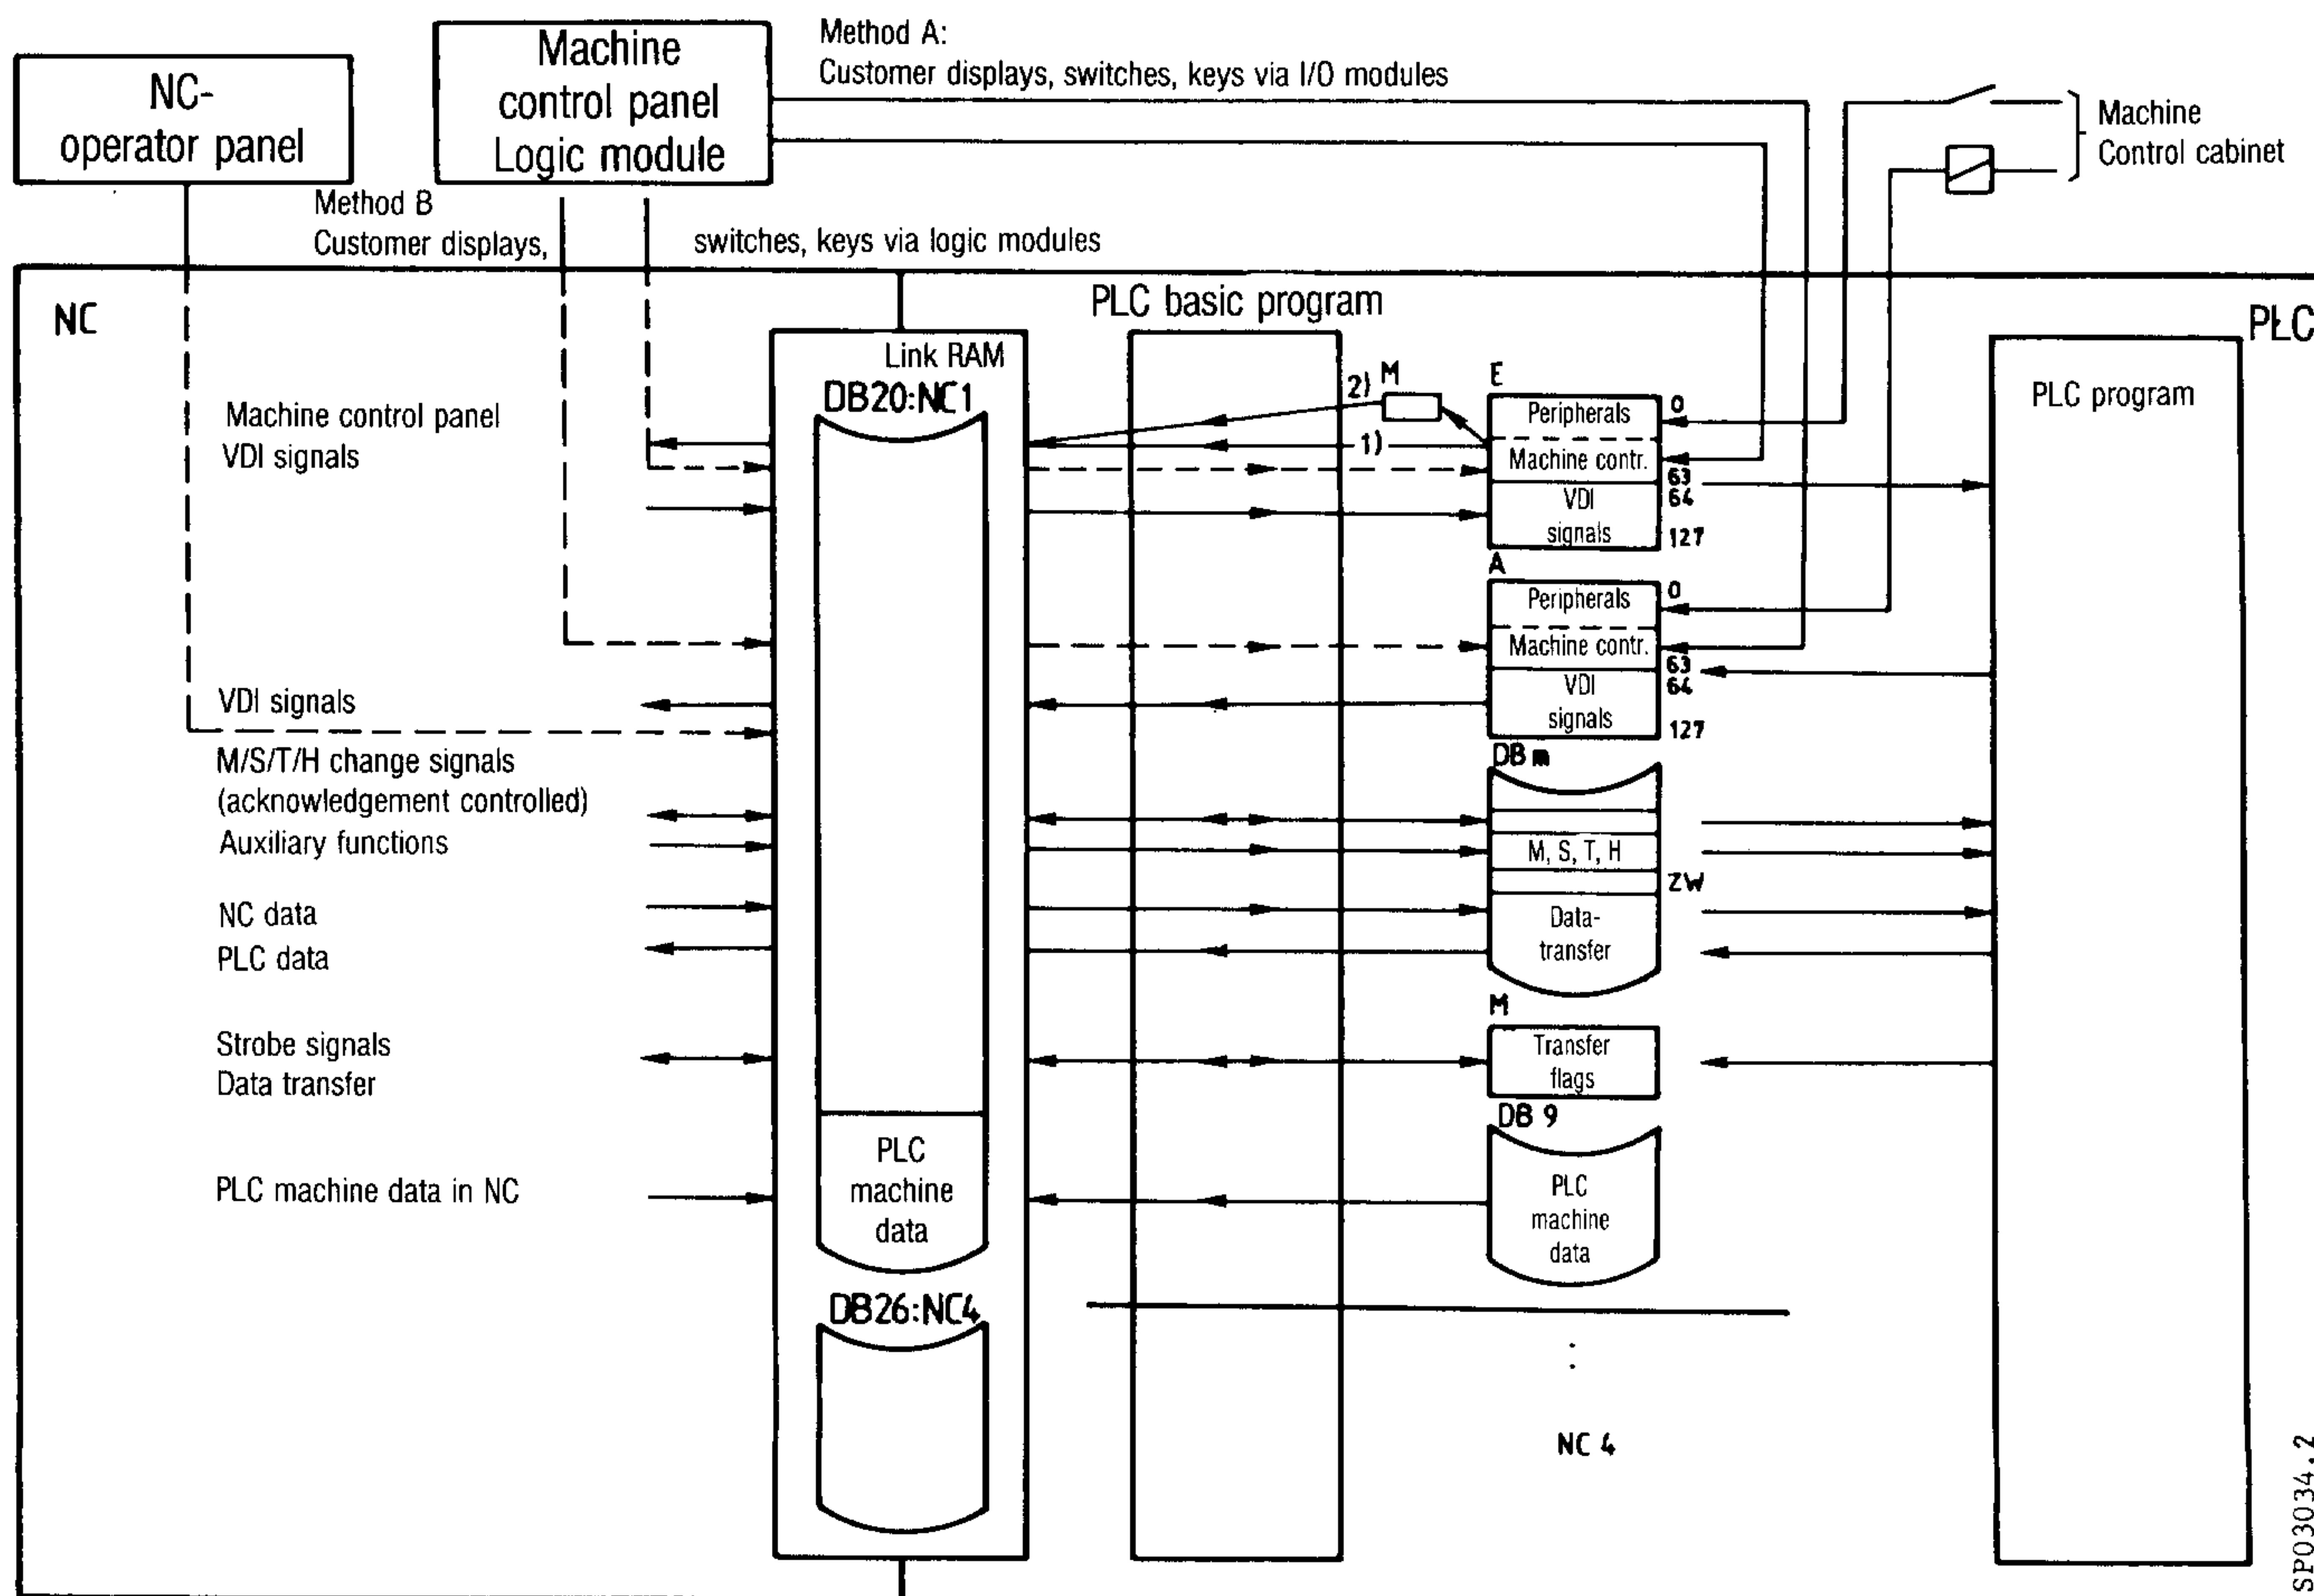 NC-
operator panel
Machine
control panel
Logic module
Method A:
Customer displays, switches, keys via I/O modules
Machine
Control cabinet
Method B
Customer displays,
switches, keys via logic modules
NC
PLC basic program
PLC
Link RAM
DB20:NC1
Machine control panel
VDI signals
2) M
1)
E
Peripherals 0
Machine contr.
63
VDI 64
signals
127
PLC program
A
Peripherals 0
Machine contr.
63
VDI 64
signals
127
VDI signals
M/S/T/H change signals
(acknowledgement controlled)
Auxiliary functions
DB m
M, S, T, H
ZW
NC data
PLC data
Data-
transfer
Strobe signals
Data transfer
M
Transfer
flags
DB 9
PLC
machine
data
PLC machine data in NC
PLC
machine
data
DB26:NC4
:
NC 4
SP03034.2